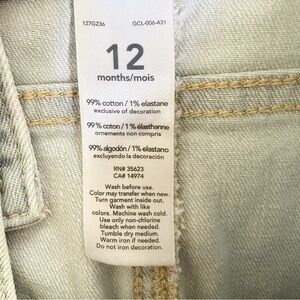 127G236 GCL-006-431
12
months/mois
99% cotton / 1% elastane
exclusive of decoration
99% coton / 1% élasthanne
ornements non compris
99% algodón / 1% elastano
excluyendo la decoración
RN# 35623
CA# 14974
Wash before use.
Color may transfer when new.
Turn garment inside out.
Wash with like
colors. Machine wash cold.
Use only non-chlorine
bleach when needed.
Tumble dry medium.
Warm iron if needed.
Do not iron decoration.